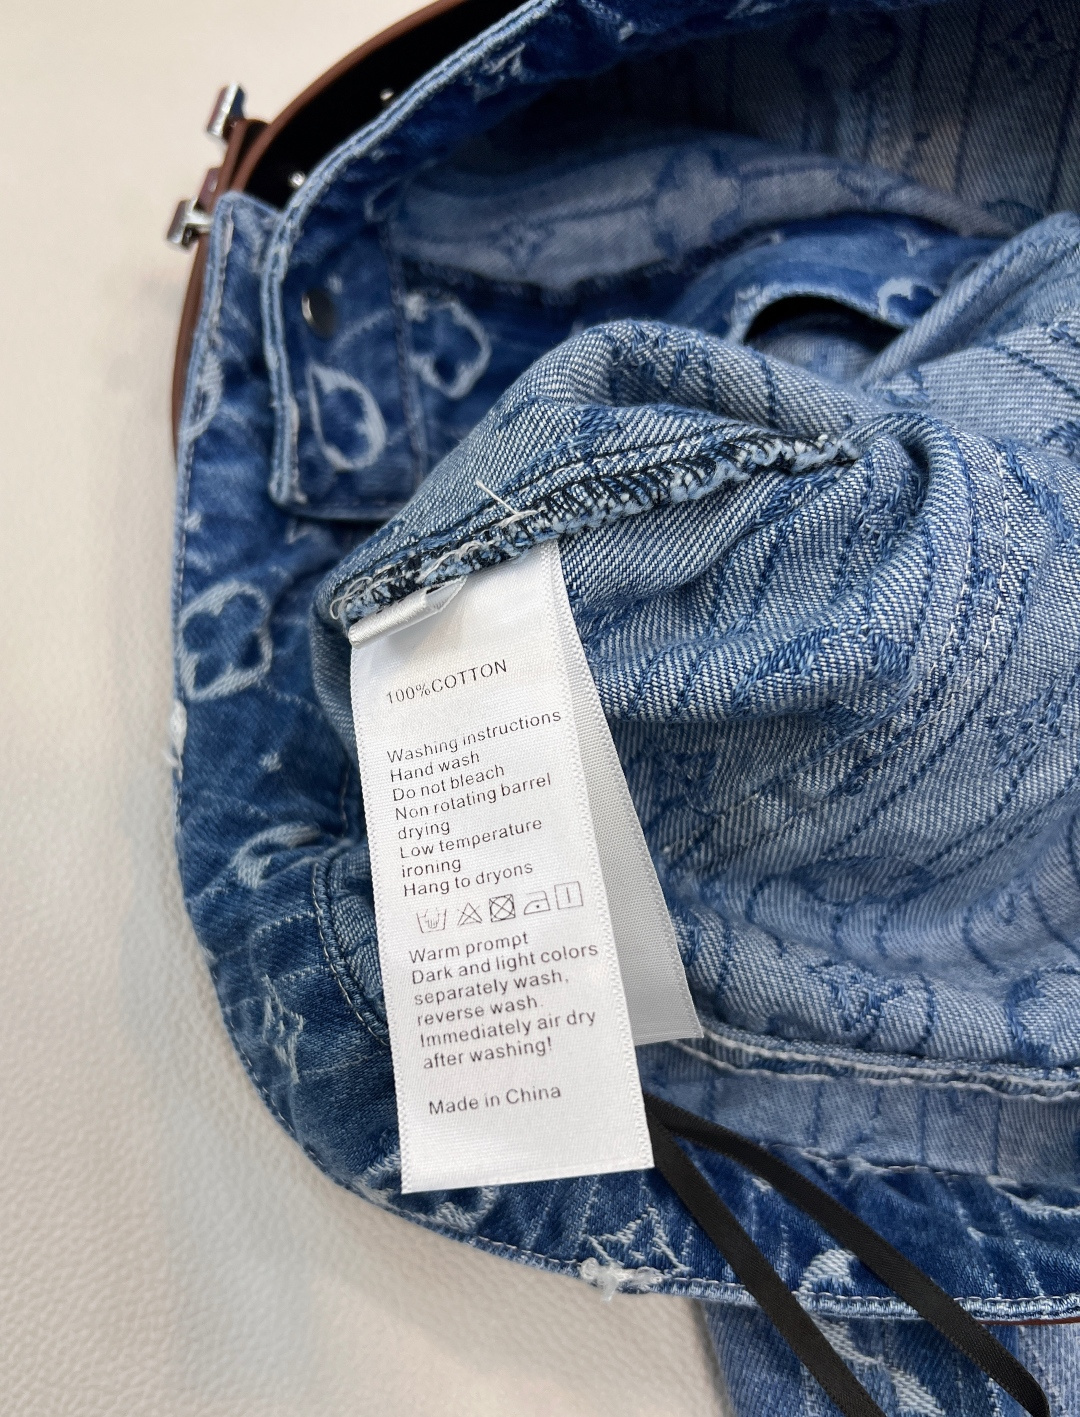 100%COTTON
Washing instructions
Hand wash
Do not bleach
Non rotating barrel
drying
Low temperature
ironing
Hang to dryons
Warm prompt
Dark and light colors
separately wash,
reverse wash.
Immediately air dry
after washing!
Made in China